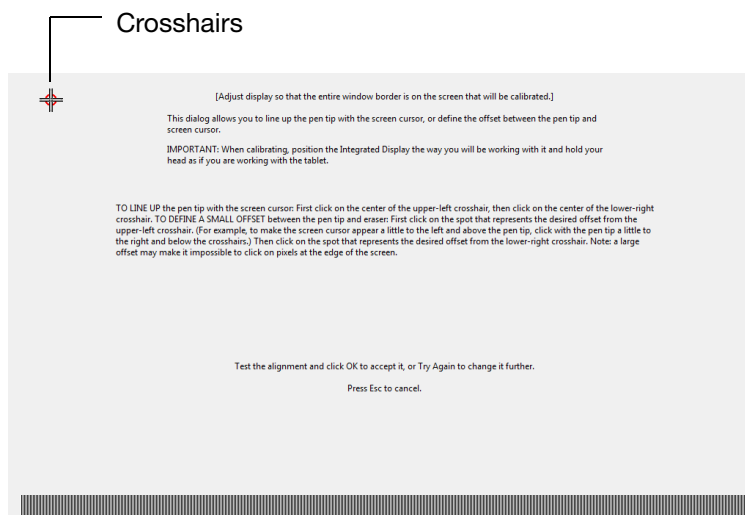 Crosshairs
[Adjust display so that the entire window border is on the screen that will be calibrated.]
This dialog allows you to line up the pen tip with the screen cursor, or define the offset between the pen tip and
screen cursor.
IMPORTANT: When calibrating, position the Integrated Display the way you will be working with it and hold your
head as if you are working with the tablet.
TO LINE UP the pen tip with the screen cursor: First click on the center of the upper-left crosshair, then click on the center of the lower-right
crosshair. TO DEFINE A SMALL OFFSET between the pen tip and eraser: First click on the spot that represents the desired offset from the
upper-left crosshair. (For example, to make the screen cursor appear a little to the left and above the pen tip, click with the pen tip a little to
the right and below the crosshairs.) Then click on the spot that represents the desired offset from the lower-right crosshair. Note: a large
offset may make it impossible to click on pixels at the edge of the screen.
Test the alignment and click OK to accept it, or Try Again to change it further.
Press Esc to cancel.